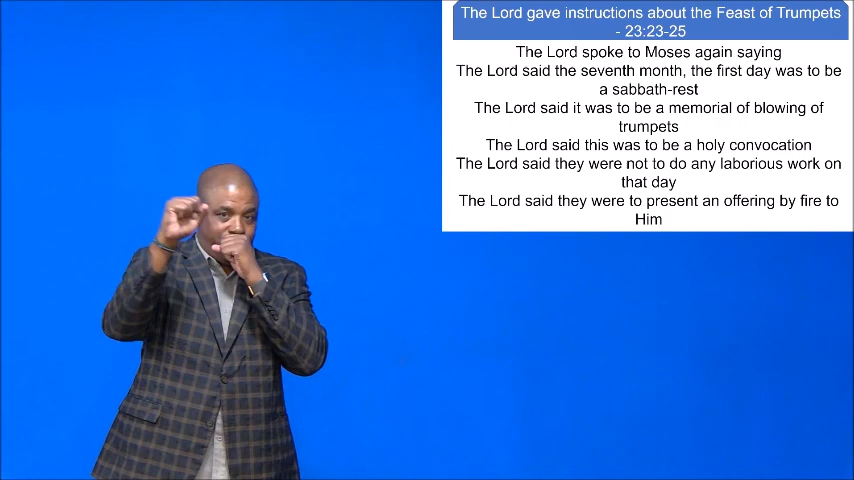 The Lord gave instructions about the Feast of Trumpets
- 23:23-25
The Lord spoke to Moses again saying
The Lord said the seventh month, the first day was to be
a sabbath-rest
The Lord said it was to be a memorial of blowing of
trumpets
The Lord said this was to be a holy convocation
The Lord said they were not to do any laborious work on
that day
The Lord said they were to present an offering by fire to
Him